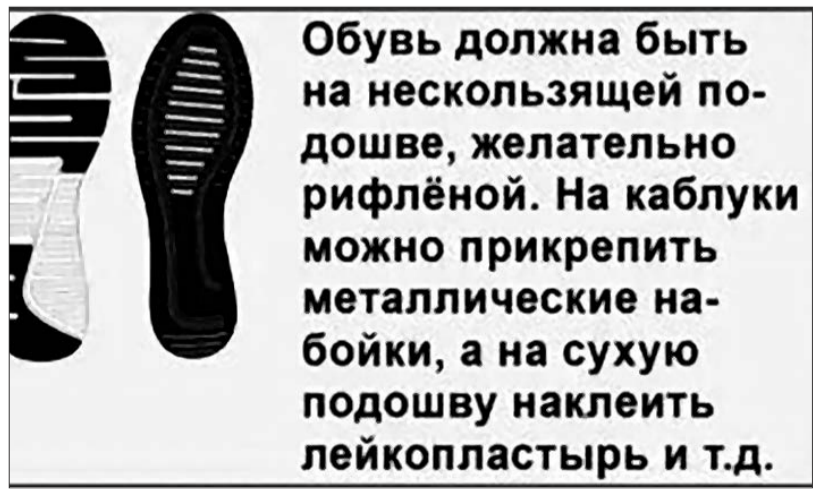 Обувь должна быть
на нескользящей по-
дошве, желательно
рифлёной. На каблуки
можно прикрепить
металлические на-
бойки, а на сухую
подошву наклеить
лейкопластырь и т.д.